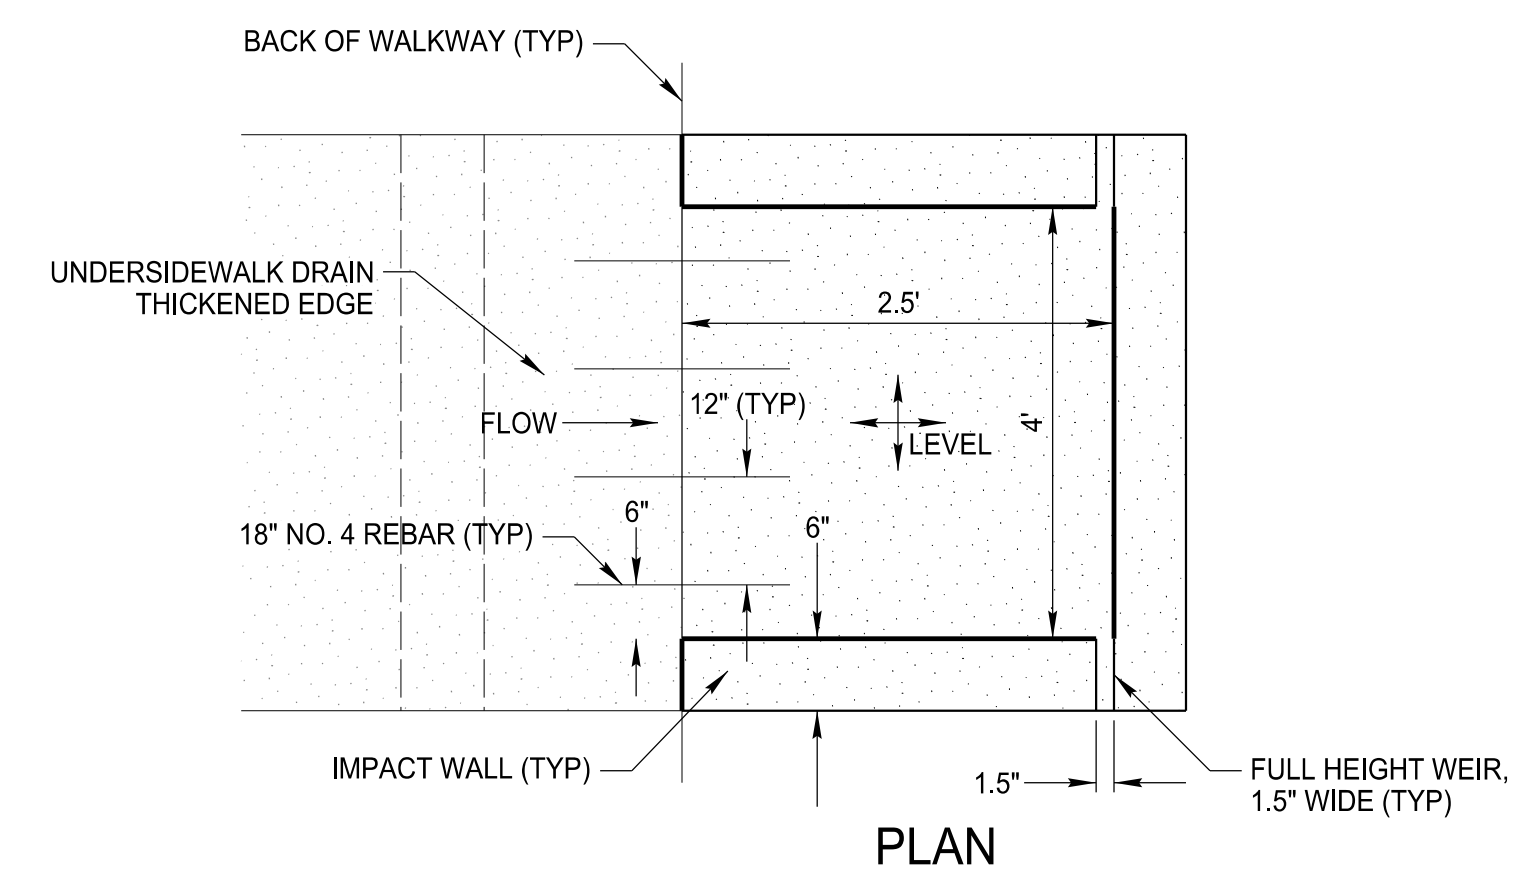 BACK OF WALKWAY (TYP)
UNDERSIDEWALK DRAIN
THICKENED EDGE
2.5'
12" (TYP)
FLOW
LEVEL
4'
6"
18" NO. 4 REBAR (TYP)
6"
IMPACT WALL (TYP)
1.5"
FULL HEIGHT WEIR,
1.5" WIDE (TYP)
PLAN